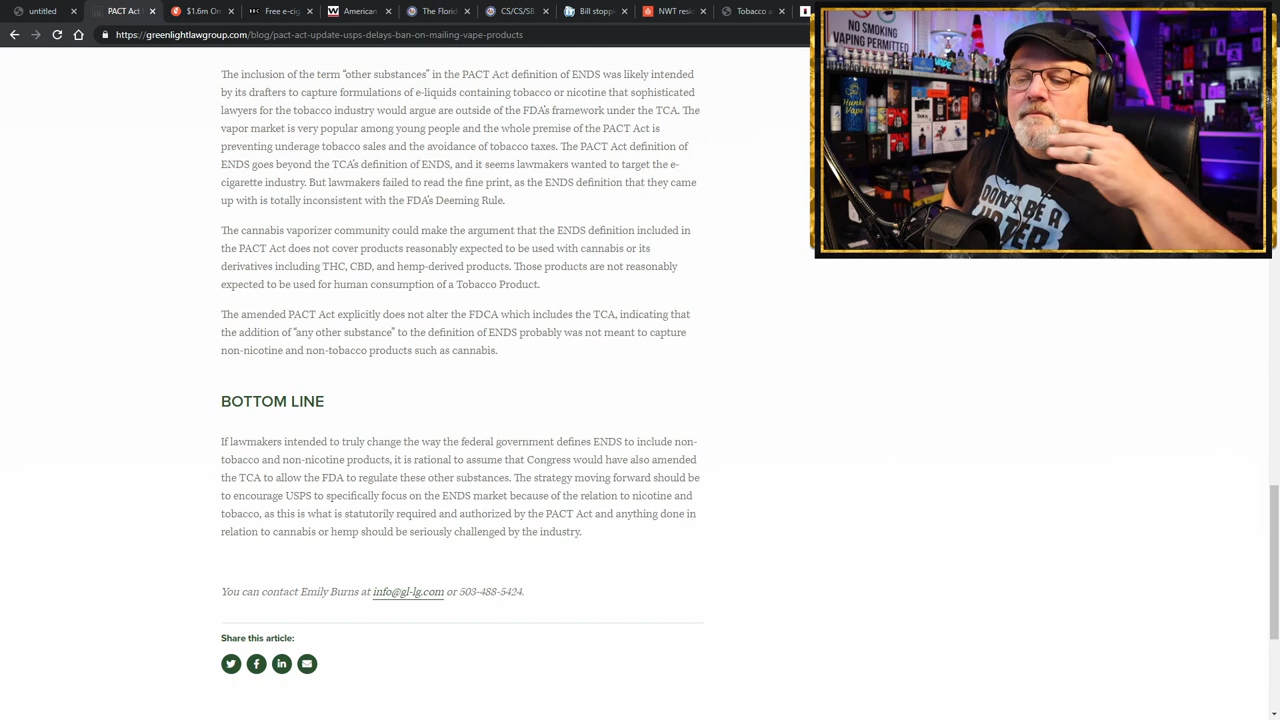 untitled
PACT Act
$1.6m
Free
Amer
The Floor
CRCKSI
Bill
Bill stor
NWT resi
Tobacco a
https://greenlightlawgroup.com/blog/pact-act-update-
The inclusion of the term “other substances” in the PACT Act definition of ENDS was likely intended
by its drafters to capture formulations of e-liquids containing tobacco or nicotine that sophisticated
lawyers for the tobacco industry would argue are outside of the FDA’s framework under the TCA. The
vapor market is very popular among young people and the whole premise of the PACT Act is
preventing underage tobacco sales and the avoidance of tobacco taxes. The PACT Act definition of
ENDS goes beyond the TCA’s definition of ENDS, and it seems lawmakers wanted to target the e-
cigarette industry. But lawmakers failed to read the fine print, as the ENDS definition that they came
up with is totally inconsistent with the FDA’s Deeming Rule.
The cannabis vaporizer community could make the argument that the ENDS definition included in
the PACT Act does not cover products reasonably expected to be used with cannabis or its
derivatives including THC, CBD, and hemp-derived products. Those products are not reasonably
expected to be used for human consumption of a Tobacco Product.
The amended PACT Act explicitly does not alter the FDCA which includes the TCA, indicating that
the addition of “any other substance” to the definition of ENDS probably was not meant to capture
non-nicotine and non-tobacco products such as cannabis.
BOTTOM LINE
If lawmakers intended to truly change the way the federal government defines ENDS to include non-
tobacco and non-nicotine products, it is rational to assume that Congress would have also amended
the TCA to allow the FDA to regulate these other substances. The strategy moving forward should be
to encourage USPS to specifically focus on the ENDS market because of the relation to nicotine and
tobacco, as this is what is statutorily required and authorized by the PACT Act and anything done in
relation to cannabis or hemp should be seriously challenged by the industry.
You can contact Emily Burns at info@gl-lg.com or 503-488-5424.
Share this article:
NO SMOKING
VAPING PERMITTED
VAPE
Hunky
Vape
DON'T BE A